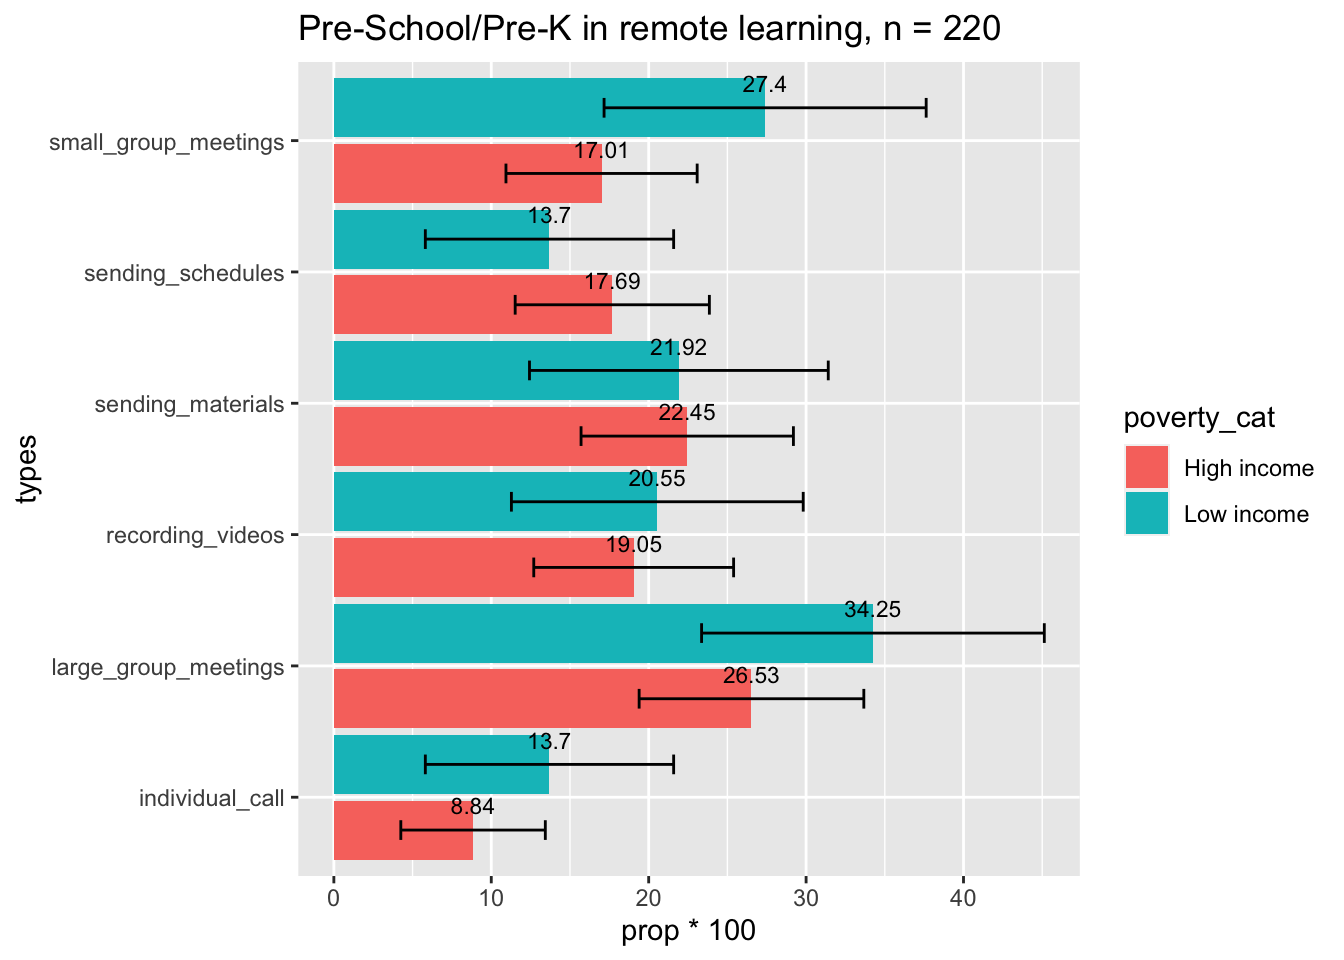 Pre-School/Pre-K in remote learning, n = 220
types
small_group_meetings
27.4
17.01
sending_schedules
13.7
17.69
sending_materials
21.92
22.45
recording_videos
20.55
19.05
large_group_meetings
34.25
26.53
individual_call
13.7
8.84
0 10 20 30 40
prop * 100
poverty_cat
High income
Low income